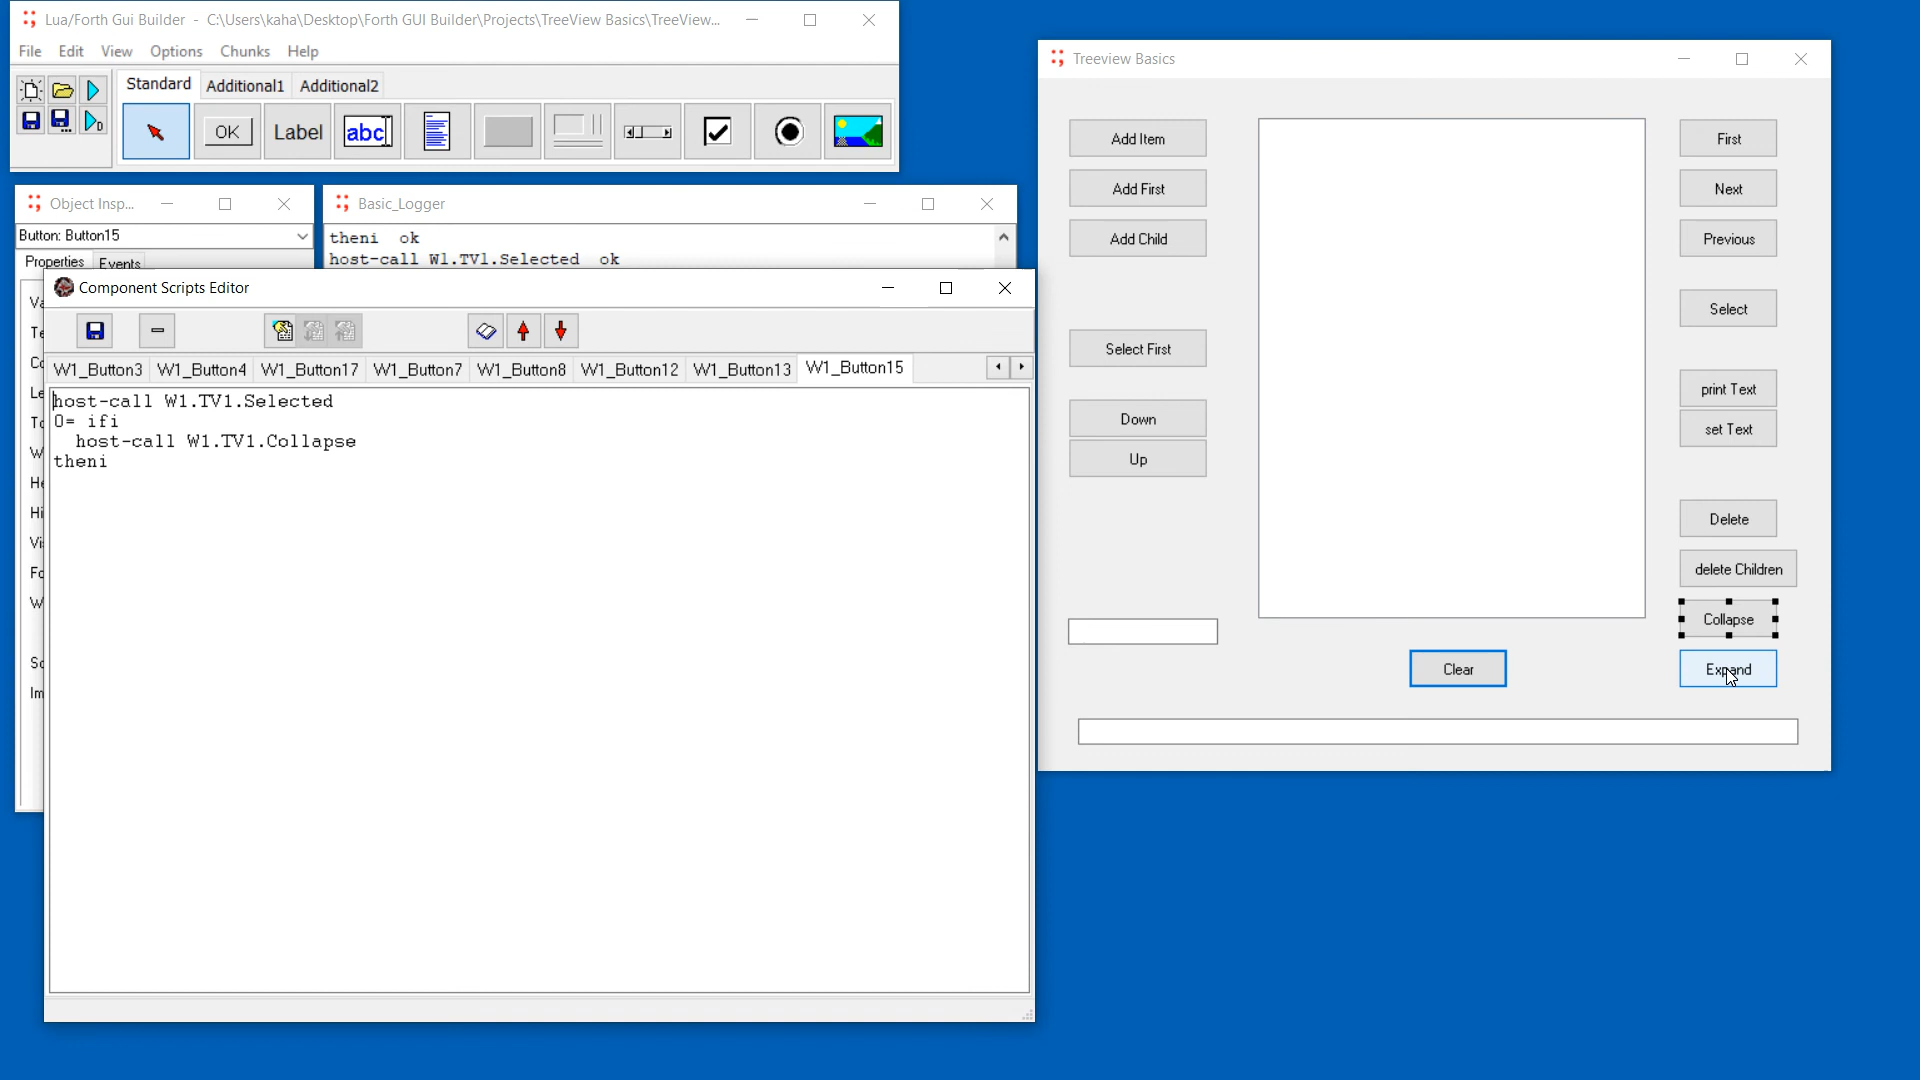 Lua/Forth Gui Builder - C:\Users\kaha\Desktop\Forth GUI Builder\Projects\TreeView Basics\TreeView...
File Edit View Options Chunks Help
Standard Additional1 Additional2
OK Label abc
Object Insp...
Button: Button15
Properties Events
Basic_Logger
theni ok
host-call W1.TV1.Selected ok
Component Scripts Editor
W1_Button3 W1_Button4 W1_Button17 W1_Button7 W1_Button8 W1_Button12 W1_Button13 W1_Button15
host-call W1.TV1.Selected
0= ifi
host-call W1.TV1.Collapse
theni
Treeview Basics
Add Item
Add First
Add Child
Select First
Down
Up
Clear
First
Next
Previous
Select
print Text
set Text
Delete
delete Children
Collapse
Expand